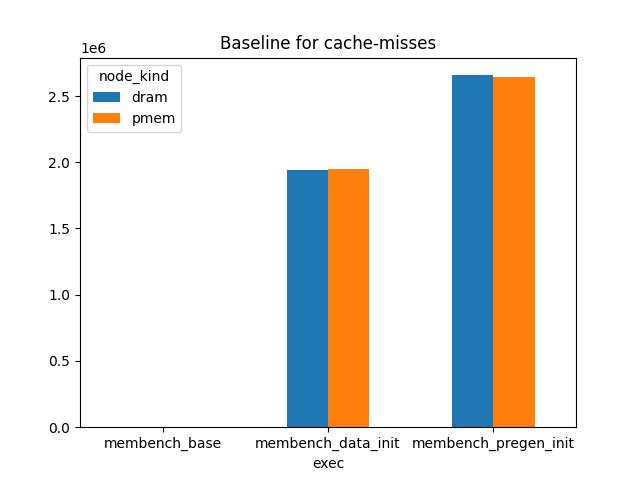 Baseline for cache-misses
1e6
node_kind
dram
pmem
2.5
2.0
1.5
1.0
0.5
0.0
membench_base membench_data_init membench_pregen_init
exec